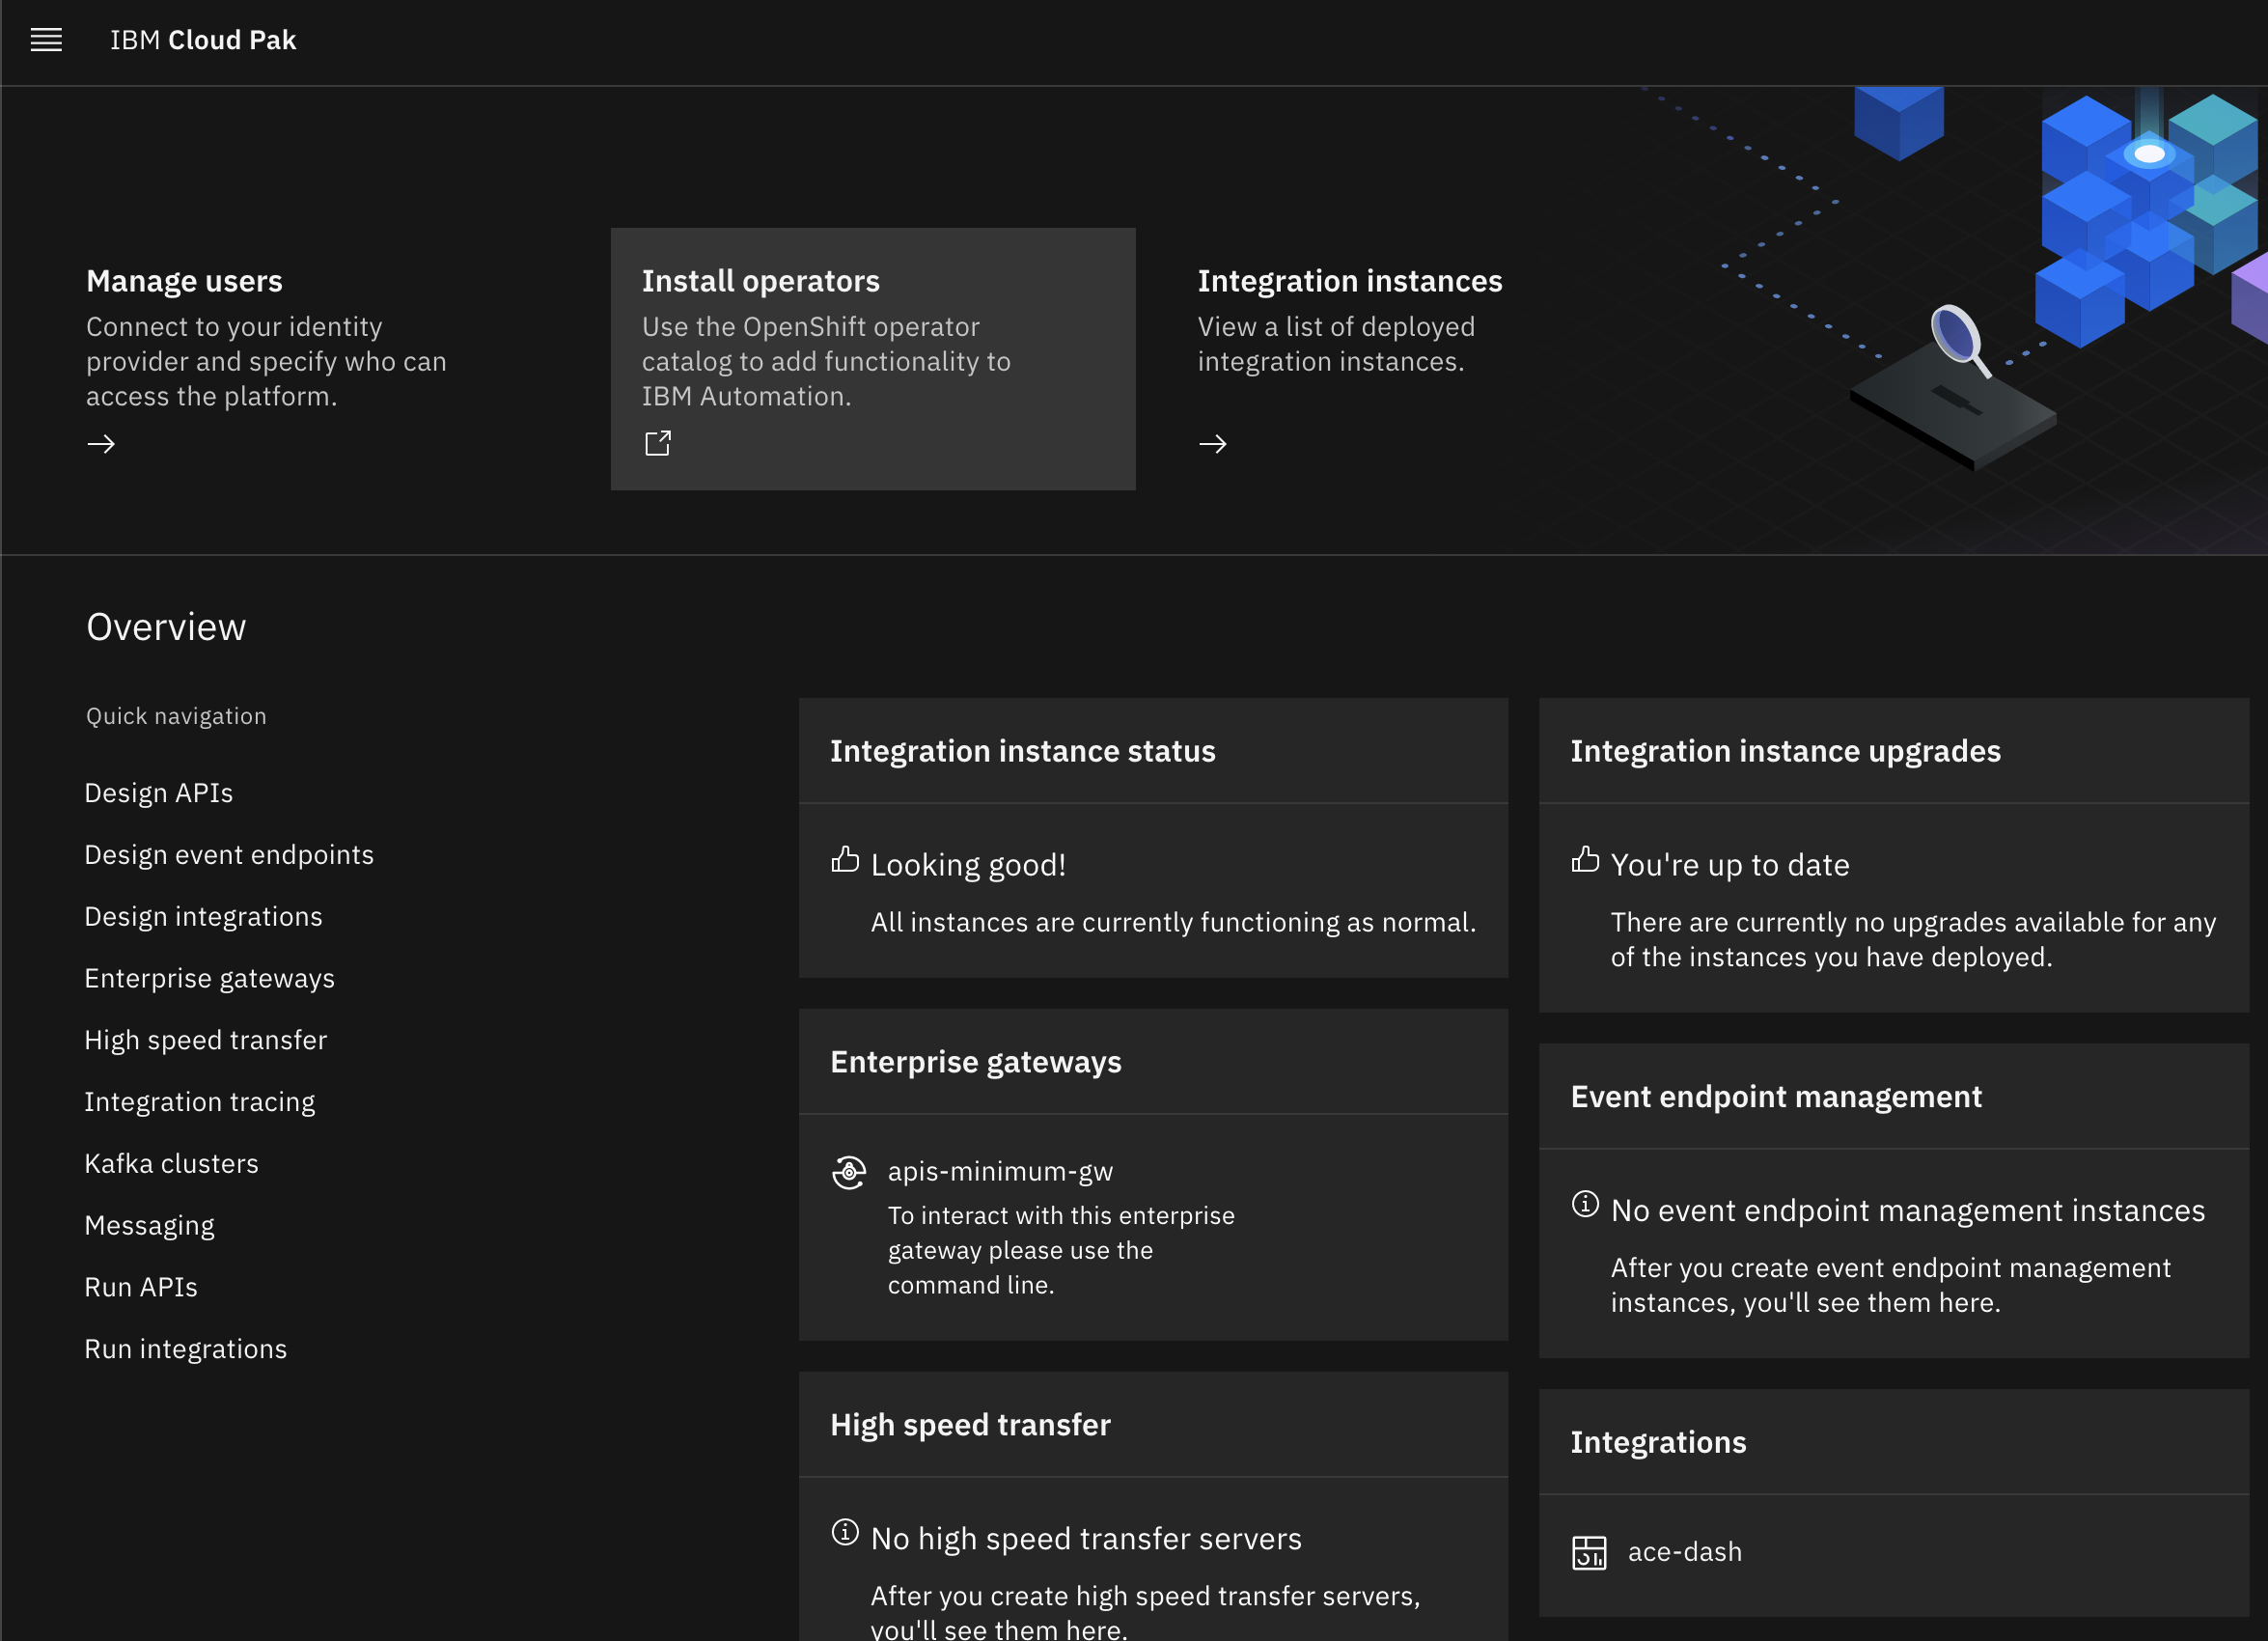 IBM Cloud Pak
Manage users
Connect to your identity
provider and specify who can
access the platform.
Install operators
Use the OpenShift operator
catalog to add functionality to
IBM Automation.
Integration instances
View a list of deployed
integration instances.
Overview
Quick navigation
Design APIs
Design event endpoints
Design integrations
Enterprise gateways
High speed transfer
Integration tracing
Kafka clusters
Messaging
Run APIs
Run integrations
Integration instance status
Looking good!
All instances are currently functioning as normal.
Enterprise gateways
apis-minimum-gw
To interact with this enterprise
gateway please use the
command line.
High speed transfer
No high speed transfer servers
After you create high speed transfer servers,
you'll see them here.
Integration instance upgrades
You're up to date
There are currently no upgrades available for any
of the instances you have deployed.
Event endpoint management
No event endpoint management instances
After you create event endpoint management
instances, you'll see them here.
Integrations
ace-dash